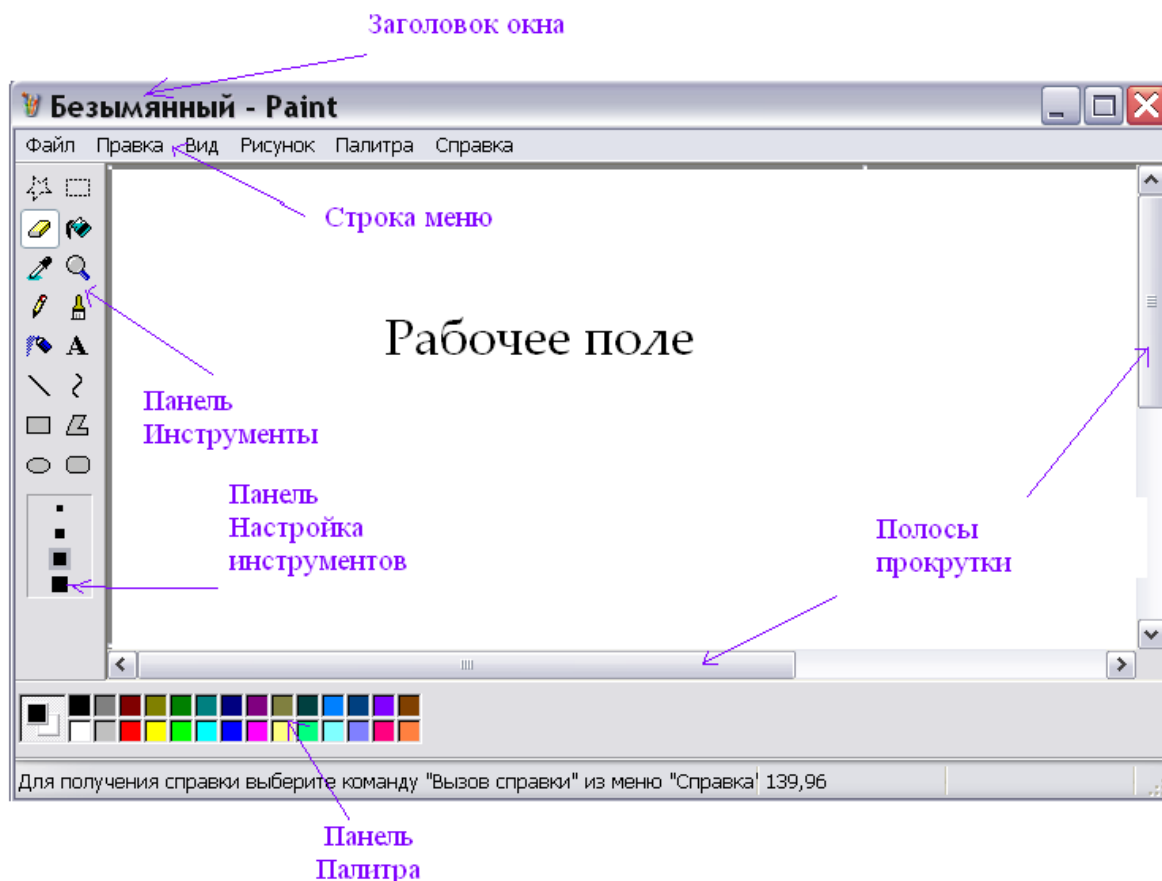 Заголовок окна
Безымянный - Paint
Файл Правка Вид Рисунок Палитра Справка
Строка меню
Рабочее поле
A
Панель
Инструменты
Панель
Настройка
инструментов
Полосы
прокрутки
Для получения справки выберите команду "Вызов справки" из меню "Справка' 139,96
Панель
Палитра